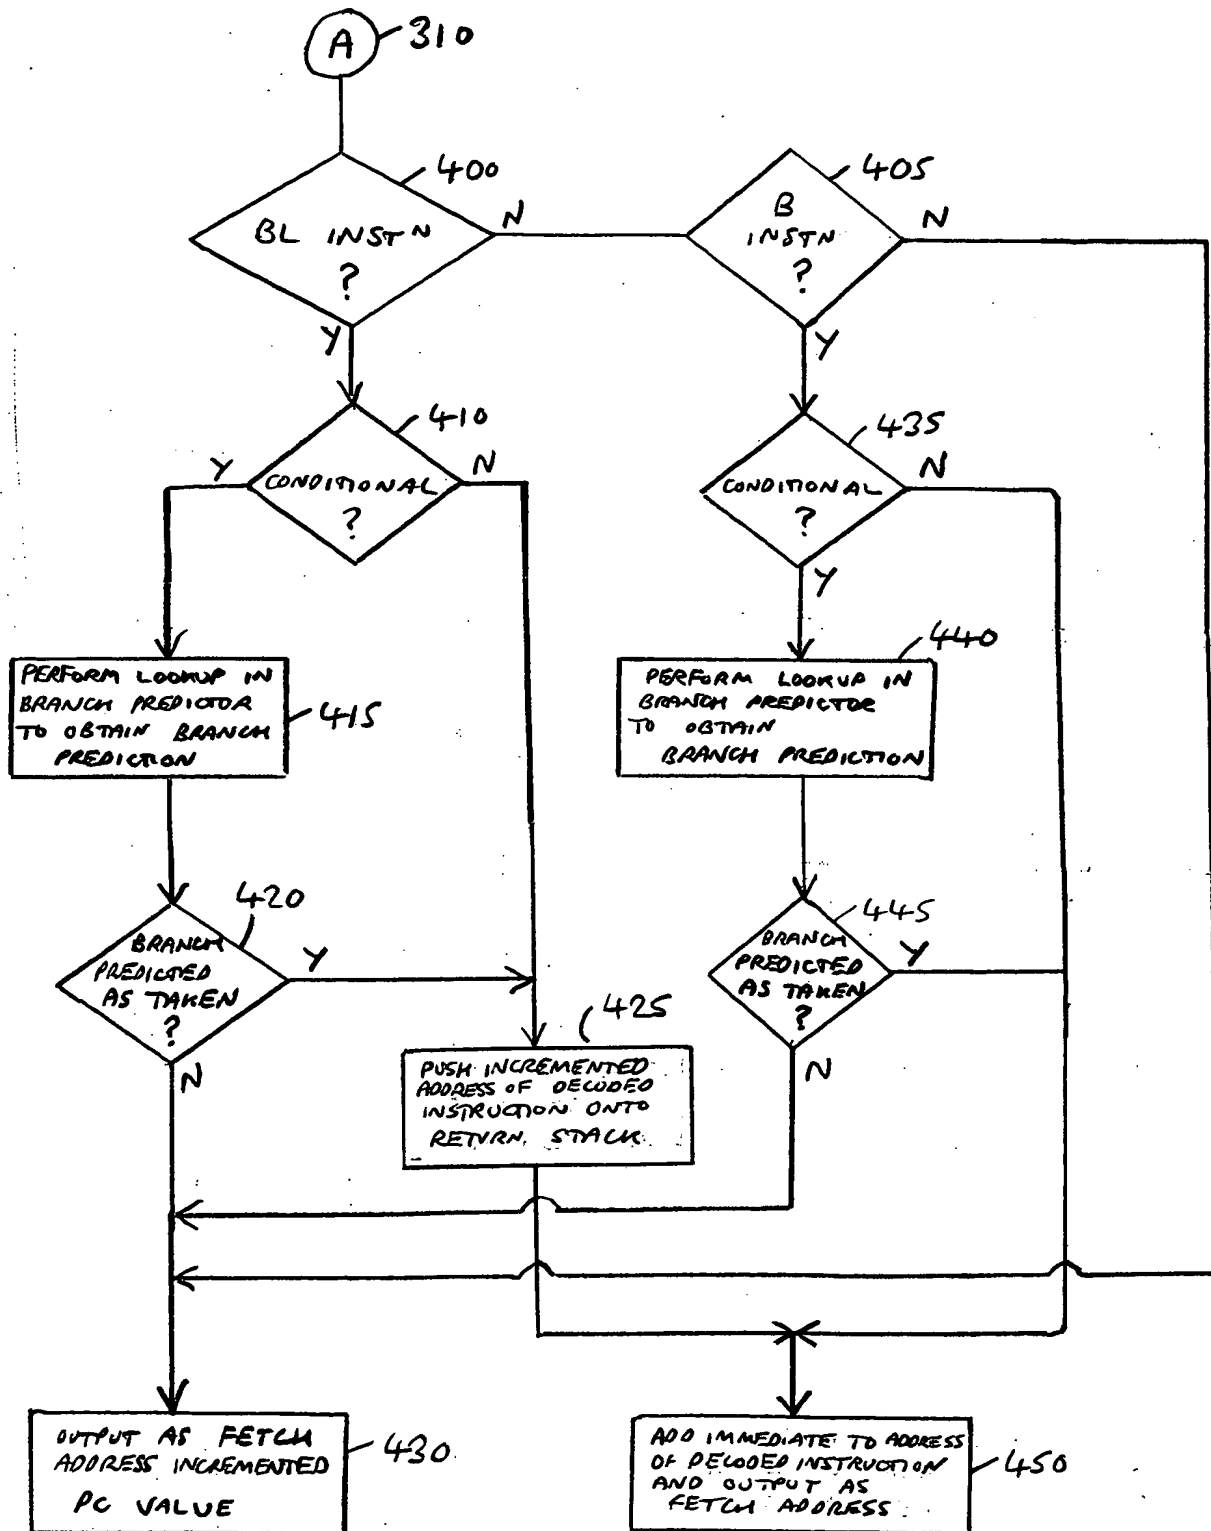 A
310
400
BL INSTN
?
N
Y
405
B
INSTN
?
N
Y
410
CONDITIONAL
?
Y
N
435
CONDITIONAL
?
N
Y
PERFORM LOOKUP IN
BRANCH PREDICTOR
TO OBTAIN BRANCH
PREDICTION
415
440
PERFORM LOOKUP IN
BRANCH PREDICTOR
TO OBTAIN
BRANCH PREDICTION
420
BRANCH
PREDICTED
AS TAKEN
?
Y
N
445
BRANCH
PREDICTED
AS TAKEN
?
Y
N
425
PUSH INCREMENTED
ADDRESS OF DECODED
INSTRUCTION ONTO
RETURN STACK
OUTPUT AS FETCH
ADDRESS INCREMENTED
PC VALUE
430
ADD IMMEDIATE TO ADDRESS
OF DECODED INSTRUCTION
AND OUTPUT AS
FETCH ADDRESS
450